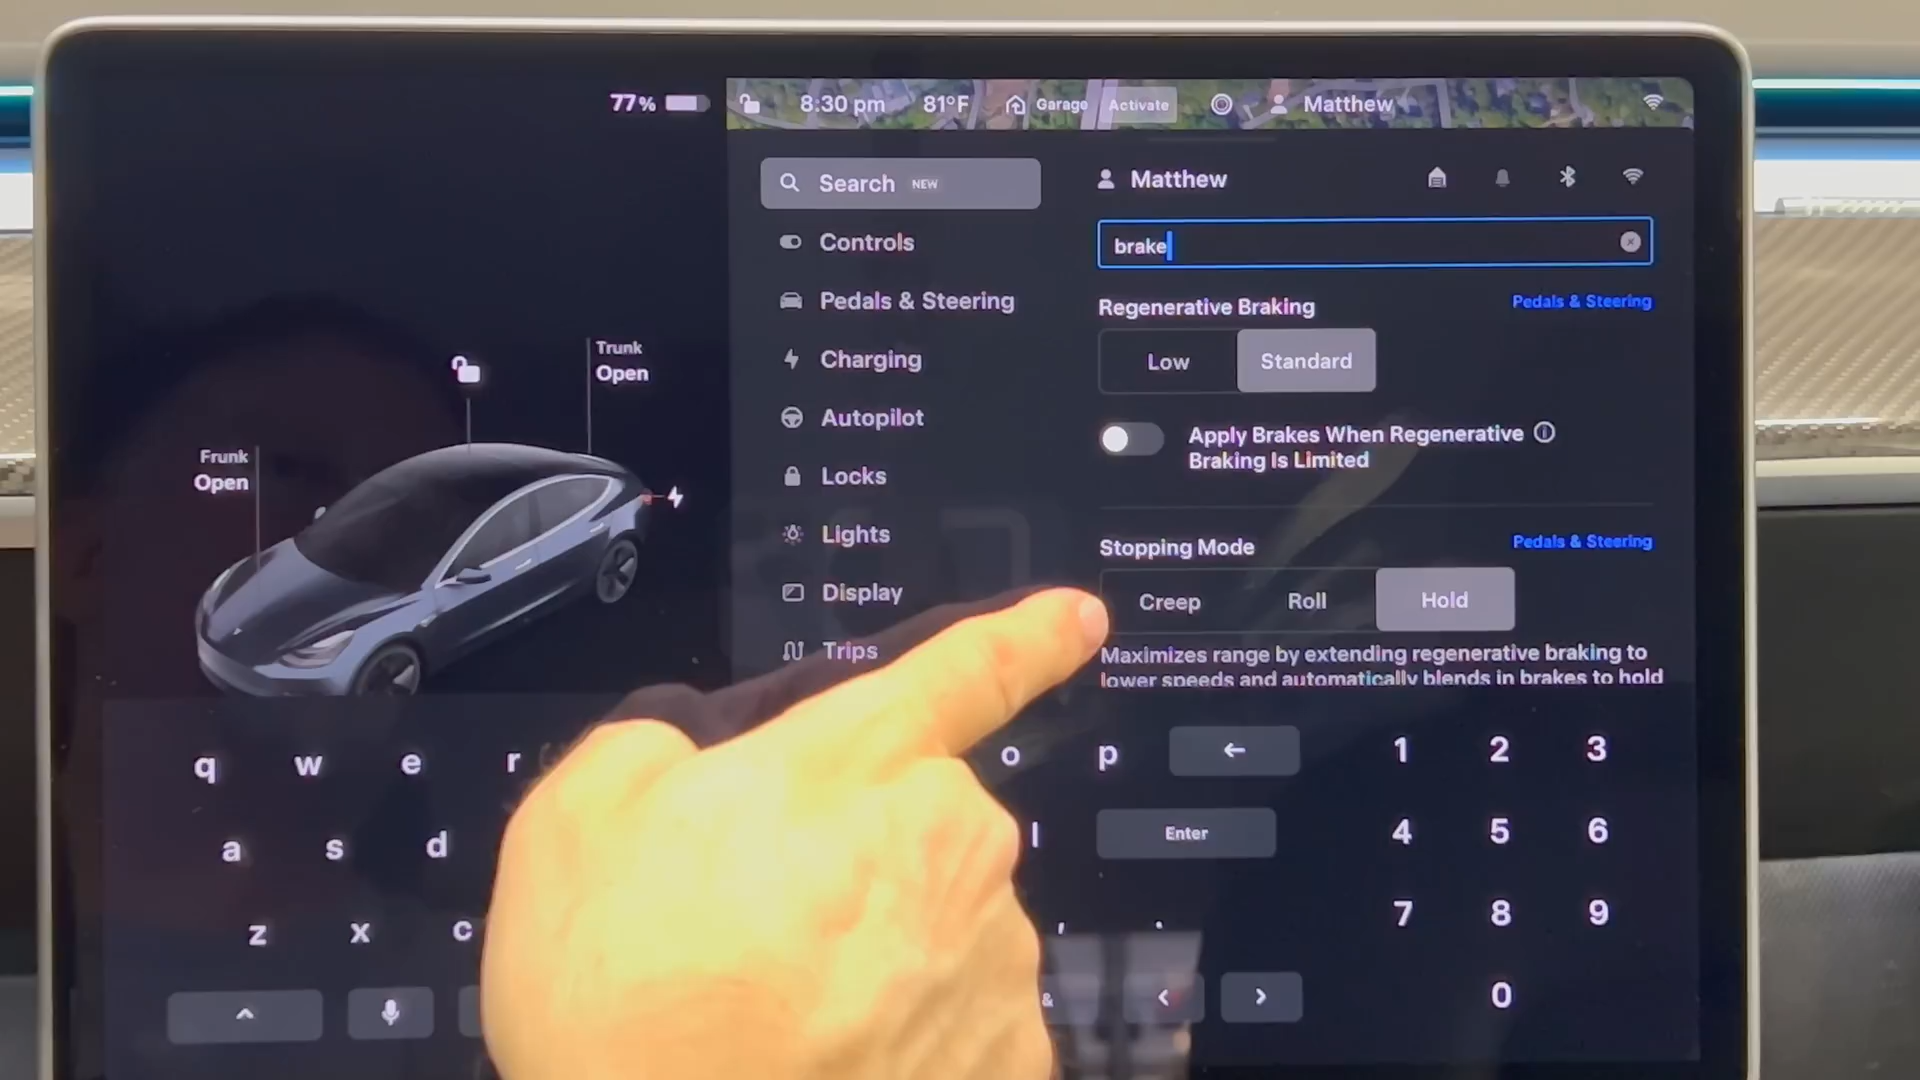 77%
8:30 pm
81°F
Garage
Activate
Matthew
Search NEW
Controls
Pedals & Steering
Charging
Autopilot
Locks
Lights
Display
Trips
Trunk
Open
Frunk
Open
Matthew
brake
Regenerative Braking
Pedals & Steering
Low
Standard
Apply Brakes When Regenerative
Braking Is Limited
Stopping Mode
Pedals & Steering
Creep
Roll
Hold
Maximizes range by extending regenerative braking to
lower speeds and automatically blends in brakes to hold
q w e r o p 1 2 3
a s d l Enter 4 5 6
z x c , . 7 8 9
& < > 0